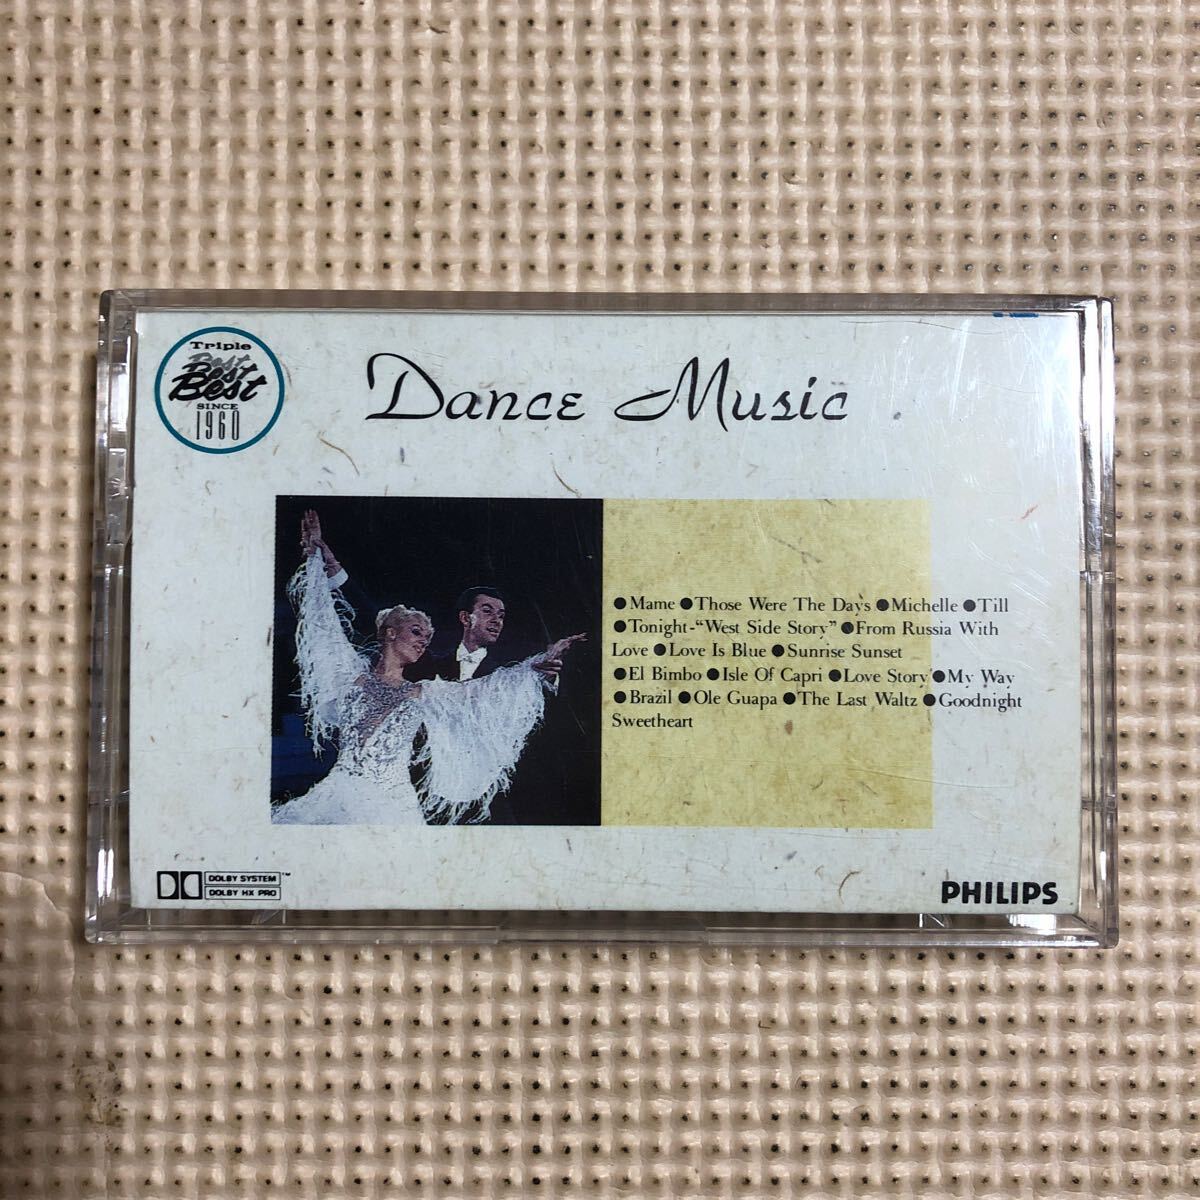 Triple
Best
Best
Best
SINCE
1960
Dance Music
●Mame ●Those Were The Days ●Michelle ●Till
●Tonight-“West Side Story” ●From Russia With
Love ●Love Is Blue ●Sunrise Sunset
●El Bimbo ●Isle Of Capri ●Love Story ●My Way
●Brazil ●Ole Guapa ●The Last Waltz ●Goodnight
Sweetheart
DOLBY SYSTEM™
DOLBY HX PRO
PHILIPS